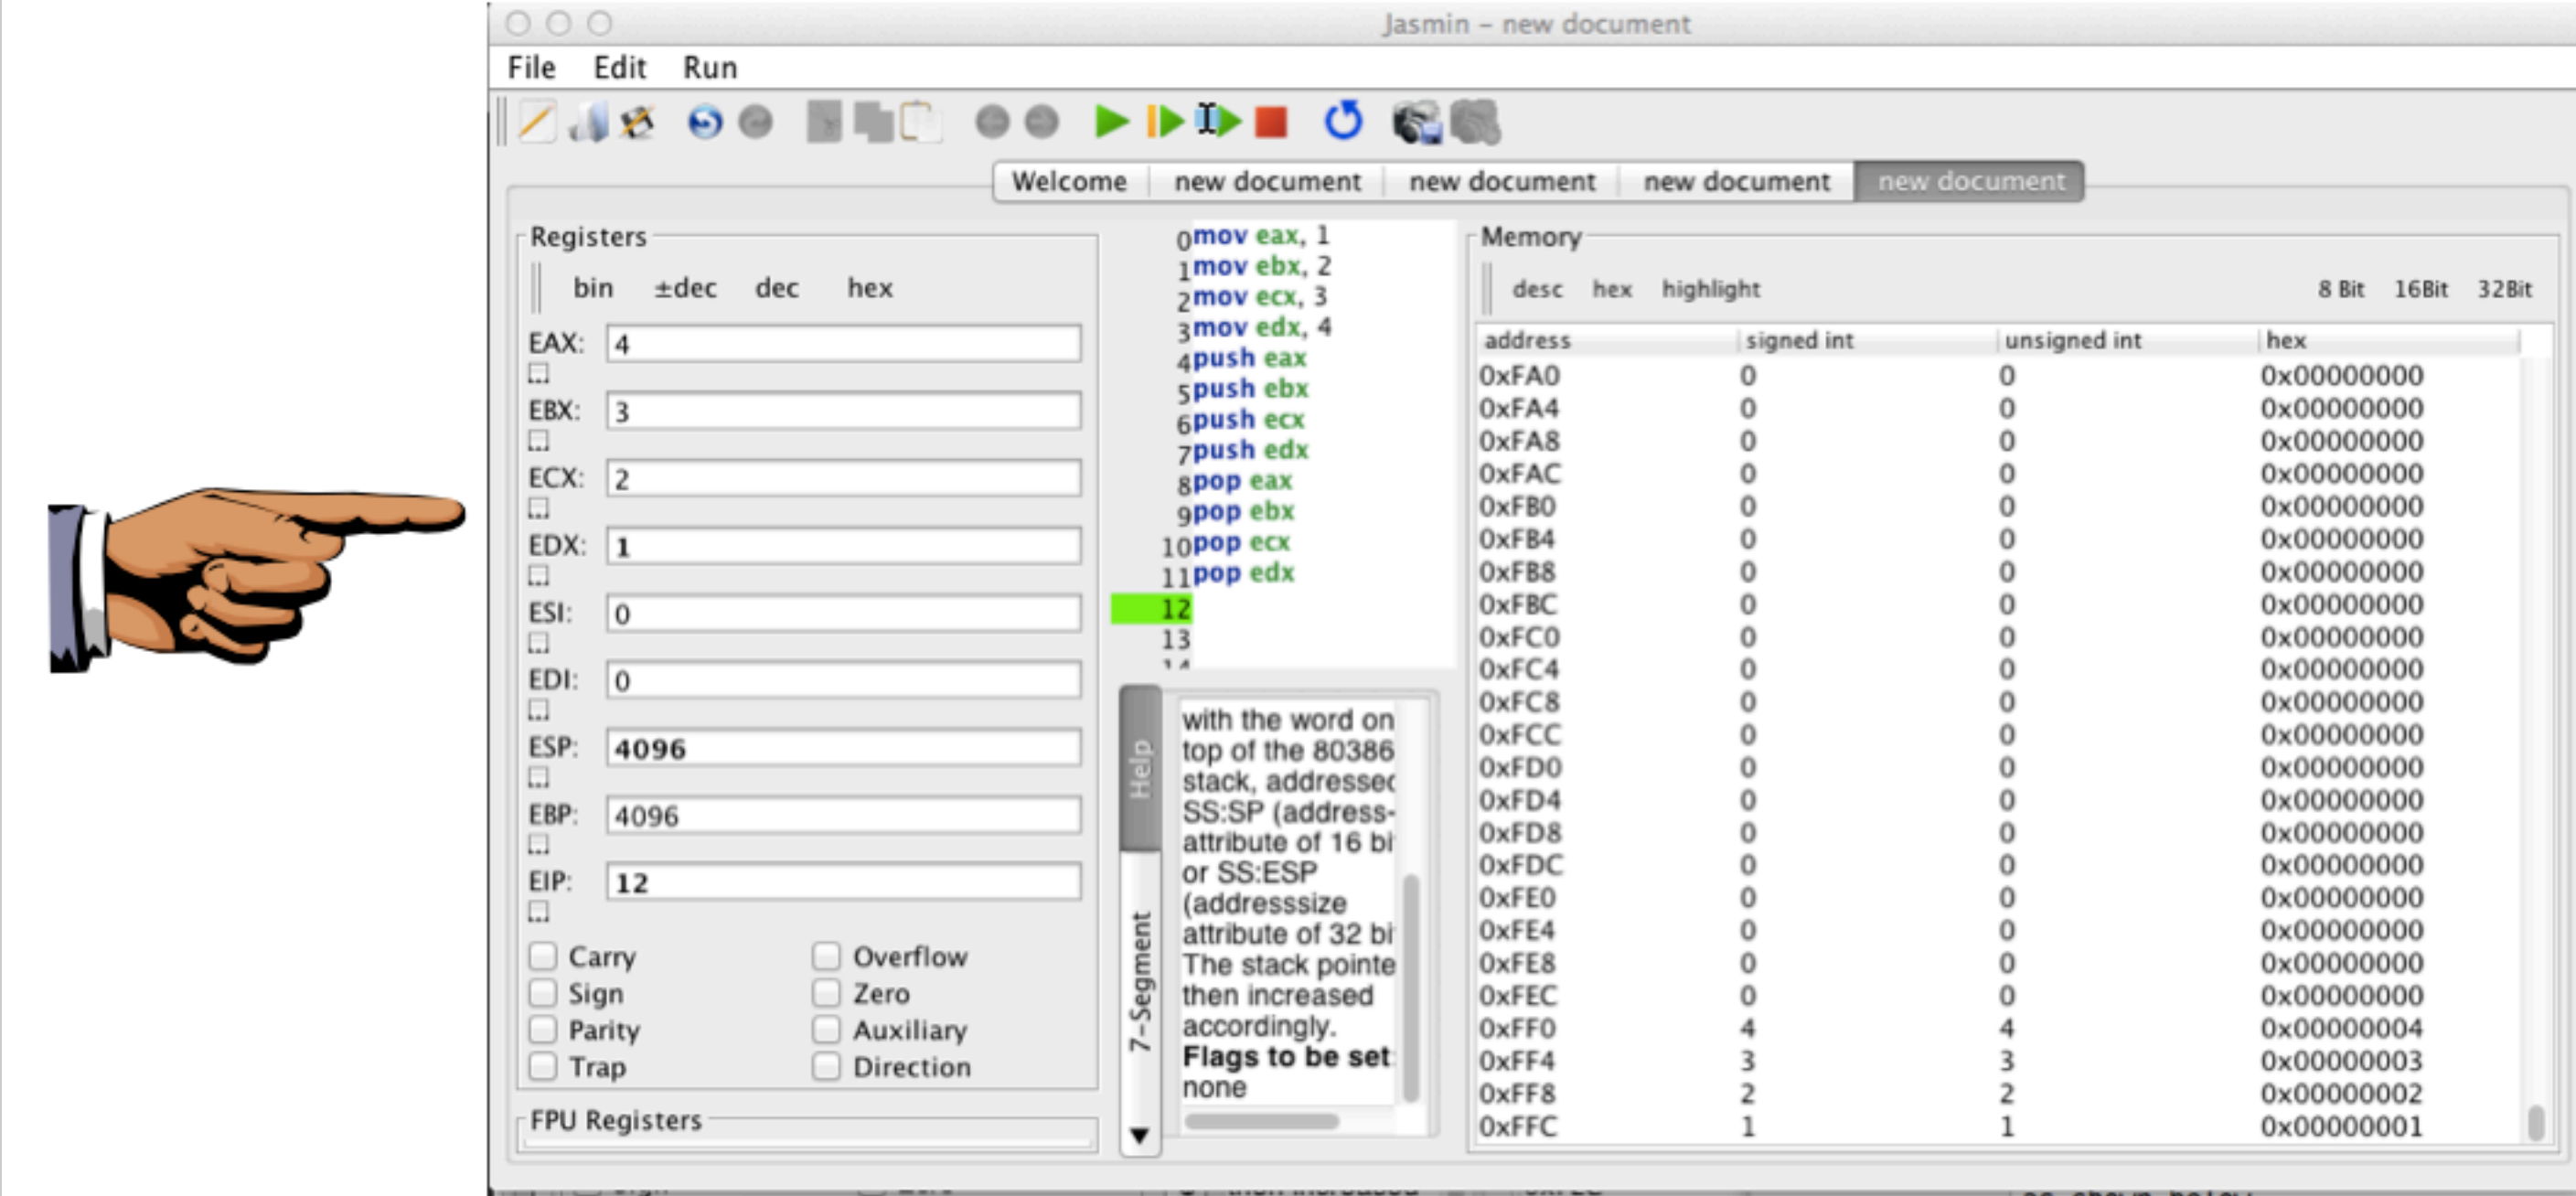 Jasmin – new document
File Edit Run
Welcome new document new document new document new document
Registers
bin ±dec dec hex
EAX: 4
EBX: 3
ECX: 2
EDX: 1
ESI: 0
EDI: 0
ESP: 4096
EBP: 4096
EIP: 12
Carry Overflow
Sign Zero
Parity Auxiliary
Trap Direction
FPU Registers
0 mov eax, 1
1 mov ebx, 2
2 mov ecx, 3
3 mov edx, 4
4 push eax
5 push ebx
6 push ecx
7 push edx
8 pop eax
9 pop ebx
10 pop ecx
11 pop edx
12
13
14
Help
7-Segment
with the word on
top of the 80386
stack, addressed
SS:SP (address-
attribute of 16 bi
or SS:ESP
(addresssize
attribute of 32 bi
The stack pointe
then increased
accordingly.
Flags to be set:
none
Memory
desc hex highlight 8 Bit 16Bit 32Bit
address signed int unsigned int hex
0xFA0 0 0 0x00000000
0xFA4 0 0 0x00000000
0xFA8 0 0 0x00000000
0xFAC 0 0 0x00000000
0xFB0 0 0 0x00000000
0xFB4 0 0 0x00000000
0xFB8 0 0 0x00000000
0xFBC 0 0 0x00000000
0xFC0 0 0 0x00000000
0xFC4 0 0 0x00000000
0xFC8 0 0 0x00000000
0xFCC 0 0 0x00000000
0xFD0 0 0 0x00000000
0xFD4 0 0 0x00000000
0xFD8 0 0 0x00000000
0xFDC 0 0 0x00000000
0xFE0 0 0 0x00000000
0xFE4 0 0 0x00000000
0xFE8 0 0 0x00000000
0xFEC 0 0 0x00000000
0xFF0 4 4 0x00000004
0xFF4 3 3 0x00000003
0xFF8 2 2 0x00000002
0xFFC 1 1 0x00000001